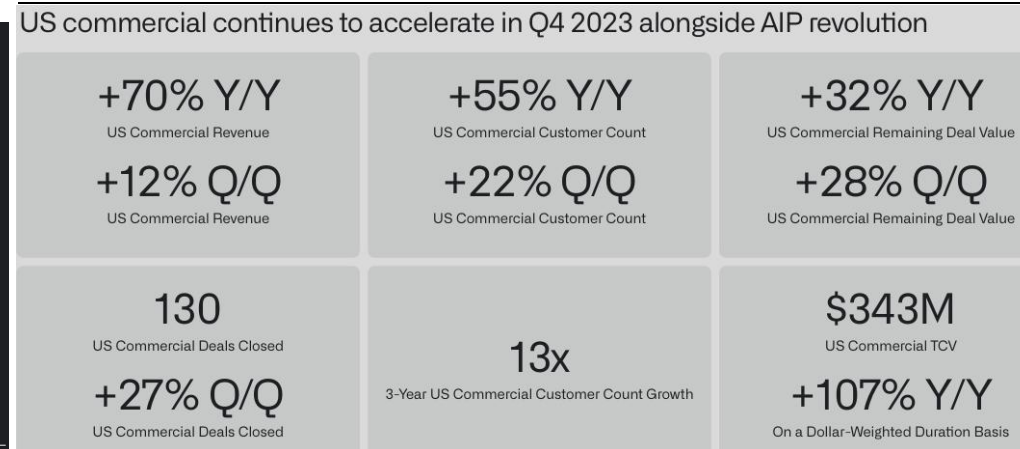 US commercial continues to accelerate in Q4 2023 alongside AIP revolution
+70% Y/Y
US Commercial Revenue
+12% Q/Q
US Commercial Revenue
+55% Y/Y
US Commercial Customer Count
+22% Q/Q
US Commercial Customer Count
+32% Y/Y
US Commercial Remaining Deal Value
+28% Q/Q
US Commercial Remaining Deal Value
130
US Commercial Deals Closed
+27% Q/Q
US Commercial Deals Closed
13x
3-Year US Commercial Customer Count Growth
$343M
US Commercial TCV
+107% Y/Y
On a Dollar-Weighted Duration Basis